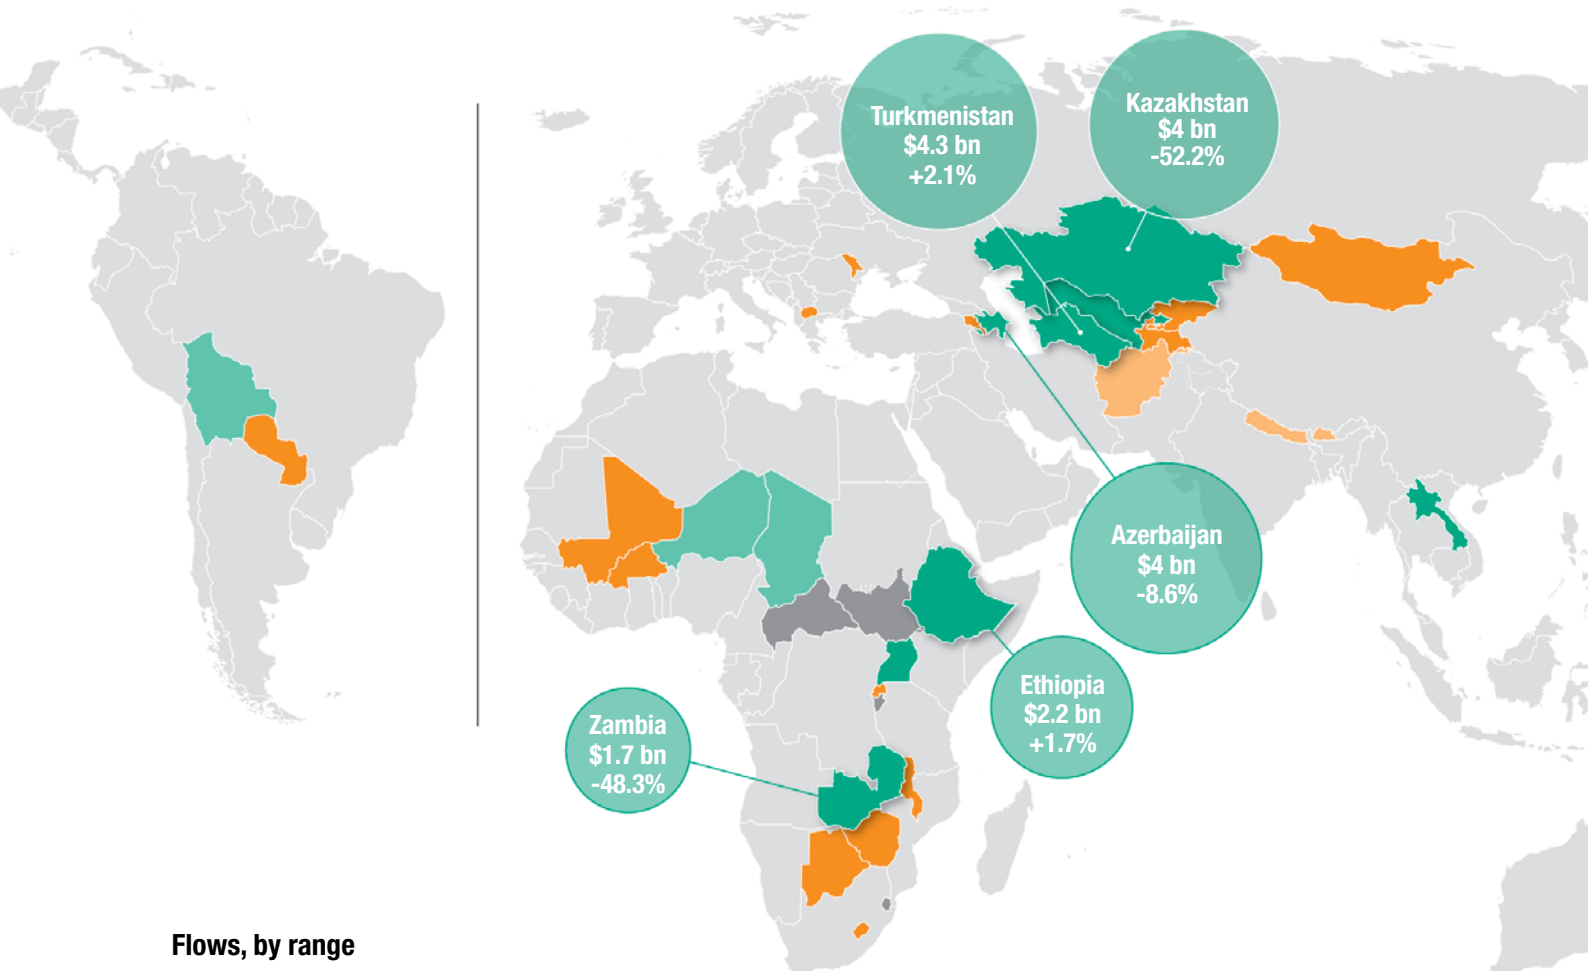 Turkmenistan
$4.3 bn
+2.1%
Kazakhstan
$4 bn
-52.2%
Azerbaijan
$4 bn
-8.6%
Ethiopia
$2.2 bn
+1.7%
Zambia
$1.7 bn
-48.3%
Flows, by range